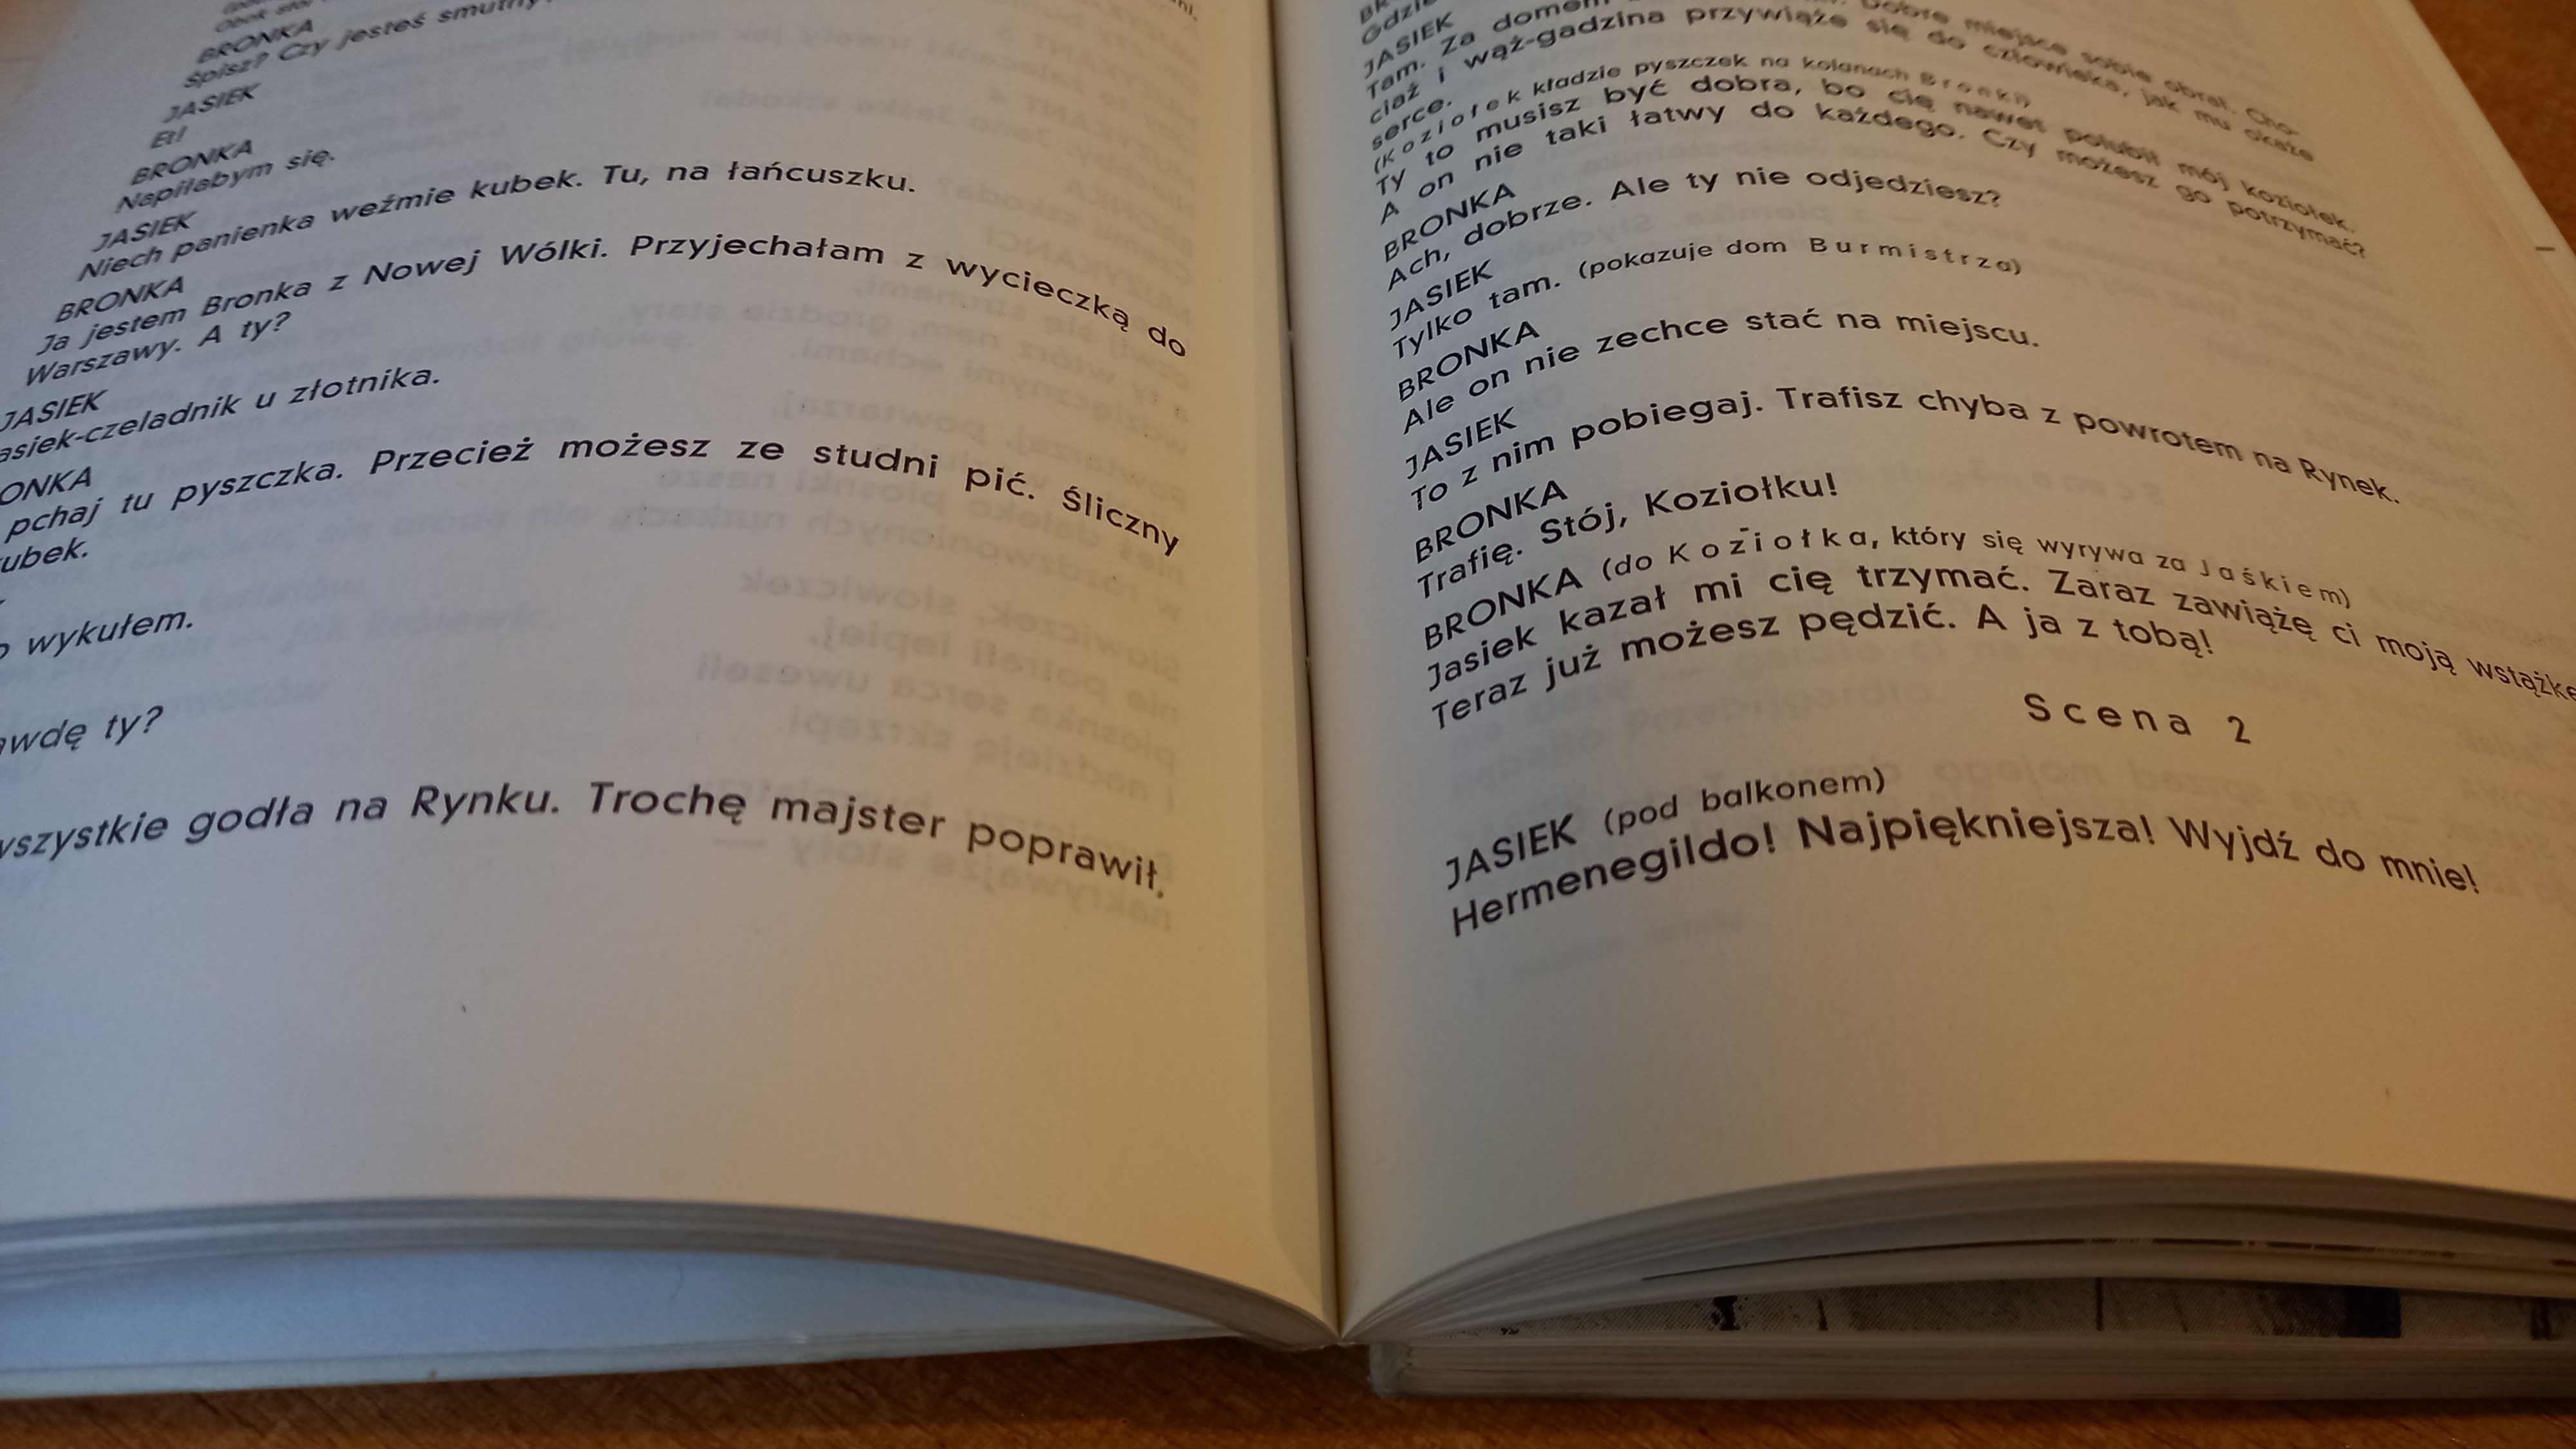 BRONKA
Śpisz? Czy jesteś smutny?
JASIEK
Et!
BRONKA
Napiłabym się.
JASIEK
Niech panienka weźmie kubek. Tu, na łańcuszku.
BRONKA
Ja jestem Bronka z Nowej Wólki. Przyjechałam z wycieczką do
Warszawy. A ty?
JASIEK
asiek-czeladnik u złotnika.
ONKA
pchaj tu pyszczka. Przecież możesz ze studni pić. Śliczny
ubek.
o wykułem.
awdę ty?
wszystkie godła na Rynku. Trochę majster poprawił.
JASIEK
Tam. Za domem Dobre miejsce sobie obrał. Cho-
ciaż i wąż-gadzina przywiąże się do człowieka, jak mu okaże
serce.
(Koziołek kładzie pyszczek na kolanach Bronki)
Ty to musisz być dobra, bo cię nawet polubił mój koziołek.
A on nie taki łatwy do każdego. Czy możesz go potrzymać?
BRONKA
Ach, dobrze. Ale ty nie odjedziesz?
JASIEK
Tylko tam. (pokazuje dom Burmistrza)
BRONKA
Ale on nie zechce stać na miejscu.
JASIEK
To z nim pobiegaj. Trafisz chyba z powrotem na Rynek.
BRONKA
Trafię. Stój, Koziołku!
BRONKA (do Koziołka, który się wyrywa za Jaśkiem)
Jasiek kazał mi cię trzymać. Zaraz zawiążę ci moją wstążkę
Teraz już możesz pędzić. A ja z tobą!
Scena 2
JASIEK (pod balkonem)
Hermenegildo! Najpiękniejsza! Wyjdź do mnie!